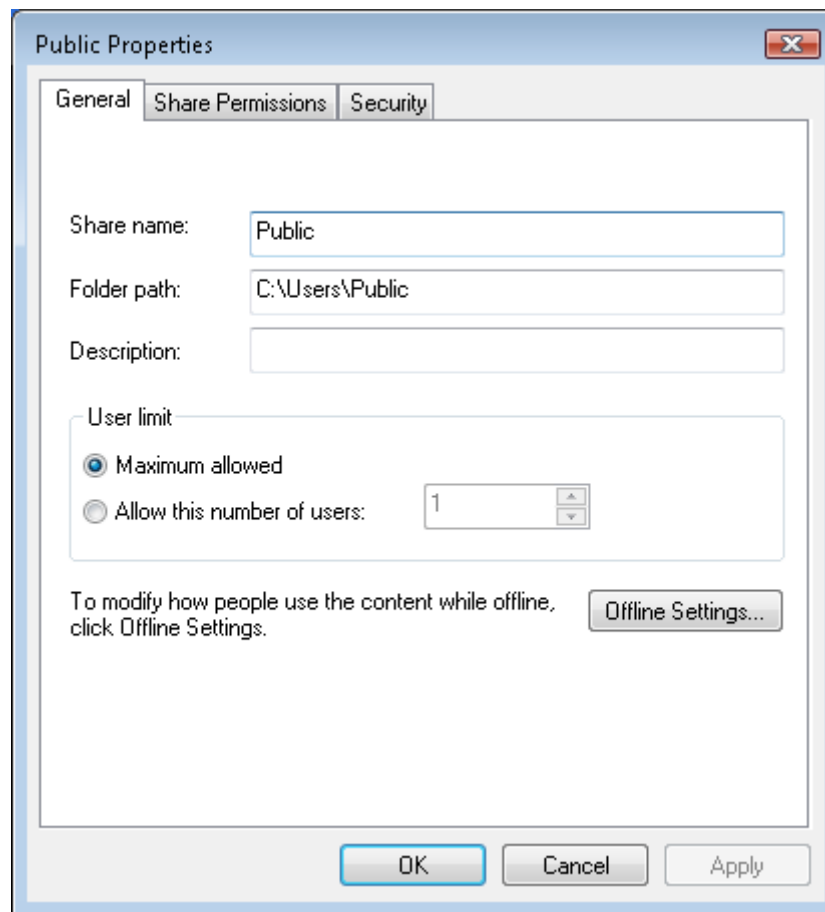 Public Properties
General Share Permissions Security
Share name: Public
Folder path: C:\Users\Public
Description:
User limit
Maximum allowed
Allow this number of users: 1
To modify how people use the content while offline,
click Offline Settings.
Offline Settings...
OK Cancel Apply